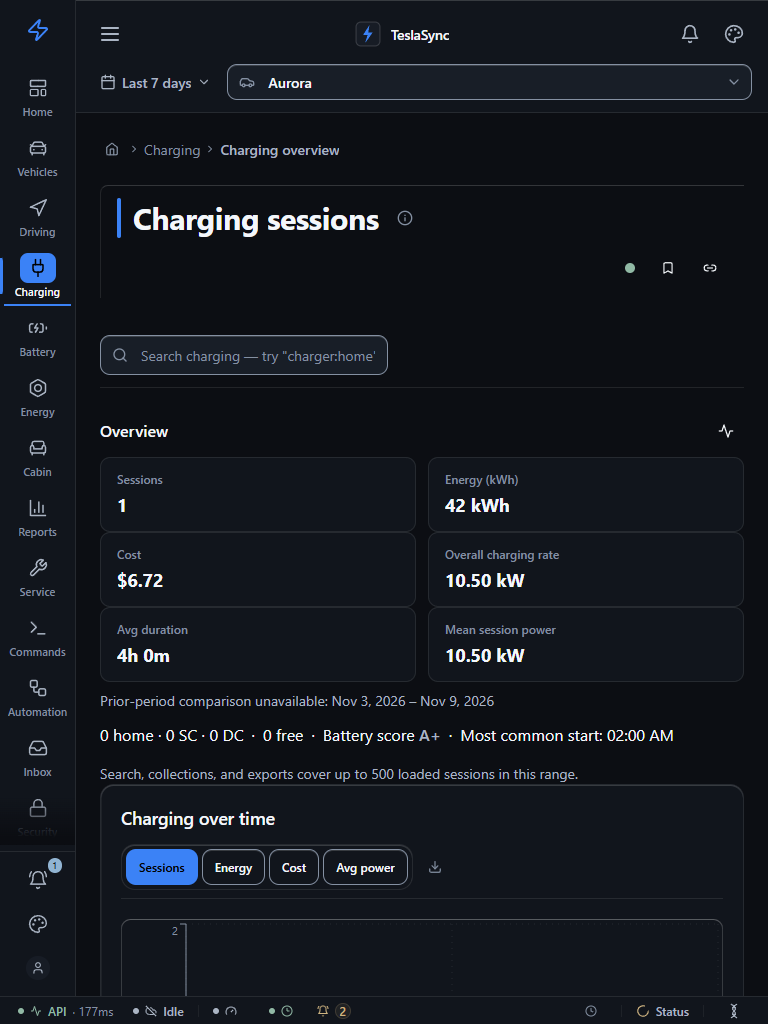 TeslaSync
Last 7 days
Aurora
Home
Vehicles
Driving
Charging
Battery
Energy
Cabin
Reports
Service
Commands
Automation
Inbox
Security
1
Charging
Charging overview
Charging sessions
Search charging — try "charger:home'
Overview
Sessions
1
Energy (kWh)
42 kWh
Cost
$6.72
Overall charging rate
10.50 kW
Avg duration
4h 0m
Mean session power
10.50 kW
Prior-period comparison unavailable: Nov 3, 2026 – Nov 9, 2026
0 home · 0 SC · 0 DC · 0 free · Battery score A+ · Most common start: 02:00 AM
Search, collections, and exports cover up to 500 loaded sessions in this range.
Charging over time
Sessions Energy Cost Avg power
2
API · 177ms Idle 2 Status